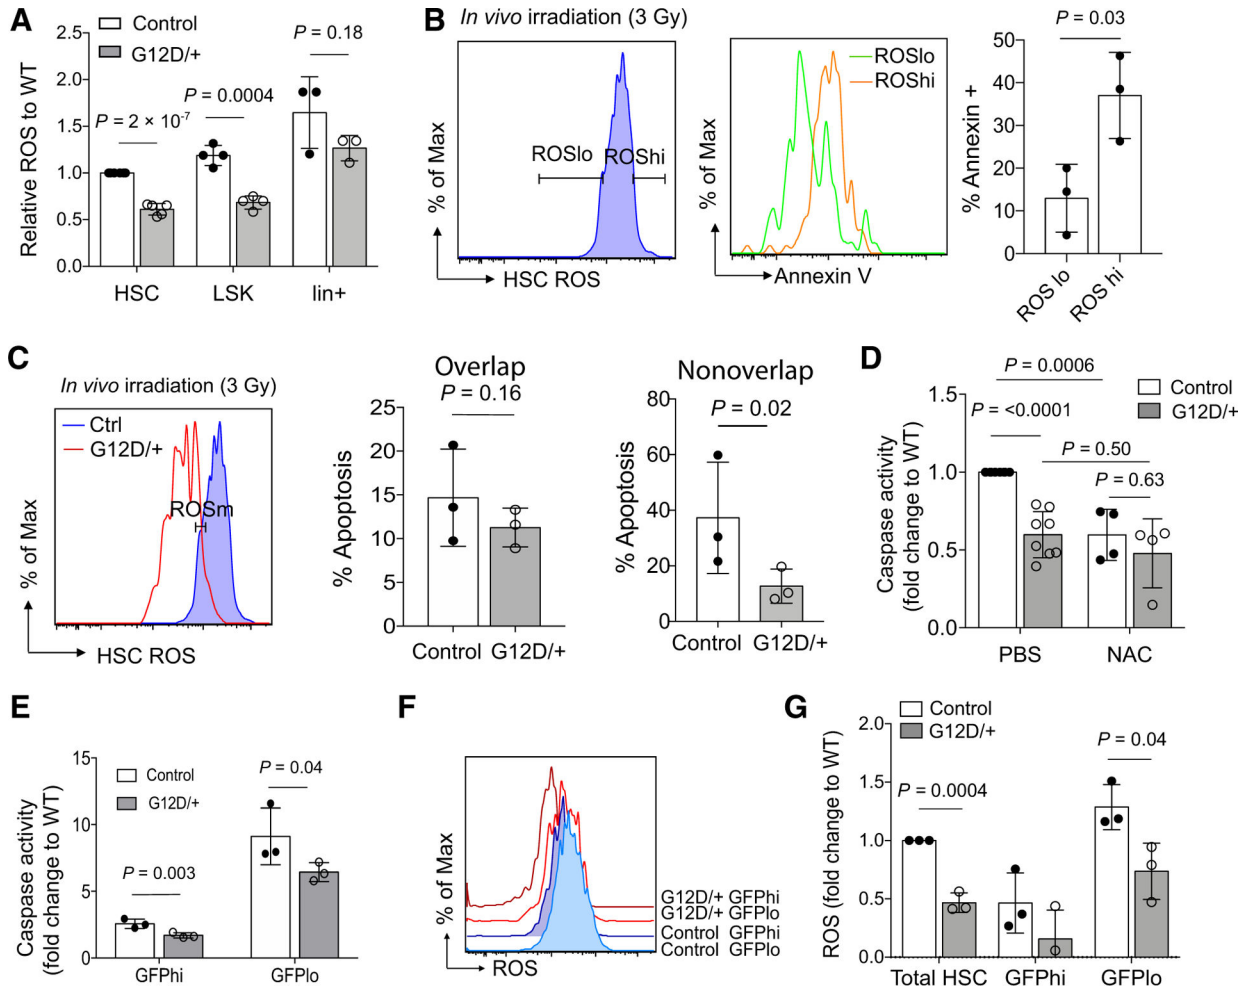 A
Control
G12D/+
P = 0.18
P = 0.0004
P = 2 × 10-7
Relative ROS to WT
2.5
2.0
1.5
1.0
0.5
0.0
HSC LSK lin+
B
In vivo irradiation (3 Gy)
% of Max
ROSlo ROShi
HSC ROS
ROSlo
ROShi
% of Max
Annexin V
P = 0.03
% Annexin +
50
40
30
20
10
0
ROS lo
ROS hi
C
In vivo irradiation (3 Gy)
Ctrl
G12D/+
ROSm
% of Max
HSC ROS
Overlap
P = 0.16
% Apoptosis
25
20
15
10
5
0
Control G12D/+
Nonoverlap
P = 0.02
% Apoptosis
80
60
40
20
0
Control G12D/+
D
P = 0.0006
Control
G12D/+
P = <0.0001
P = 0.50
P = 0.63
Caspase activity
(fold change to WT)
1.5
1.0
0.5
0.0
PBS NAC
E
Control
G12D/+
P = 0.04
P = 0.003
Caspase activity
(fold change to WT)
15
10
5
0
GFPhi GFPlo
F
% of Max
G12D/+ GFPhi
G12D/+ GFPlo
Control GFPhi
Control GFPlo
ROS
G
Control
G12D/+
P = 0.04
P = 0.0004
ROS (fold change to WT)
2.0
1.5
1.0
0.5
0.0
Total HSC GFPhi GFPlo